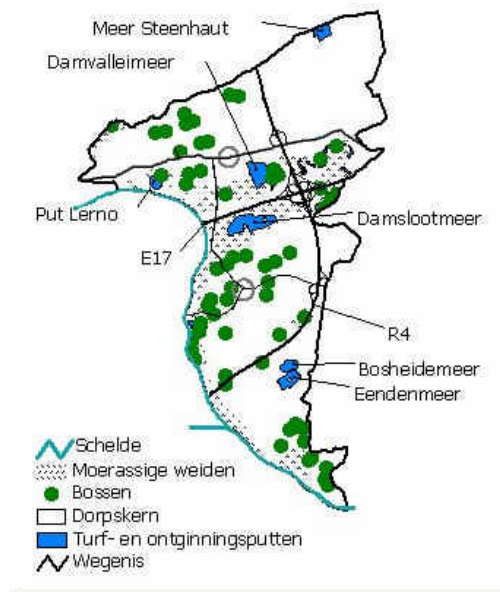 Meer Steenhaut
Damvalleimeer
Put Lerno
Damslootmeer
E17
R4
Bosheidemeer
Eendenmeer
Schelde
Moerassige weiden
Bossen
Dorpskern
Turf- en ontginningsputten
Wegenis